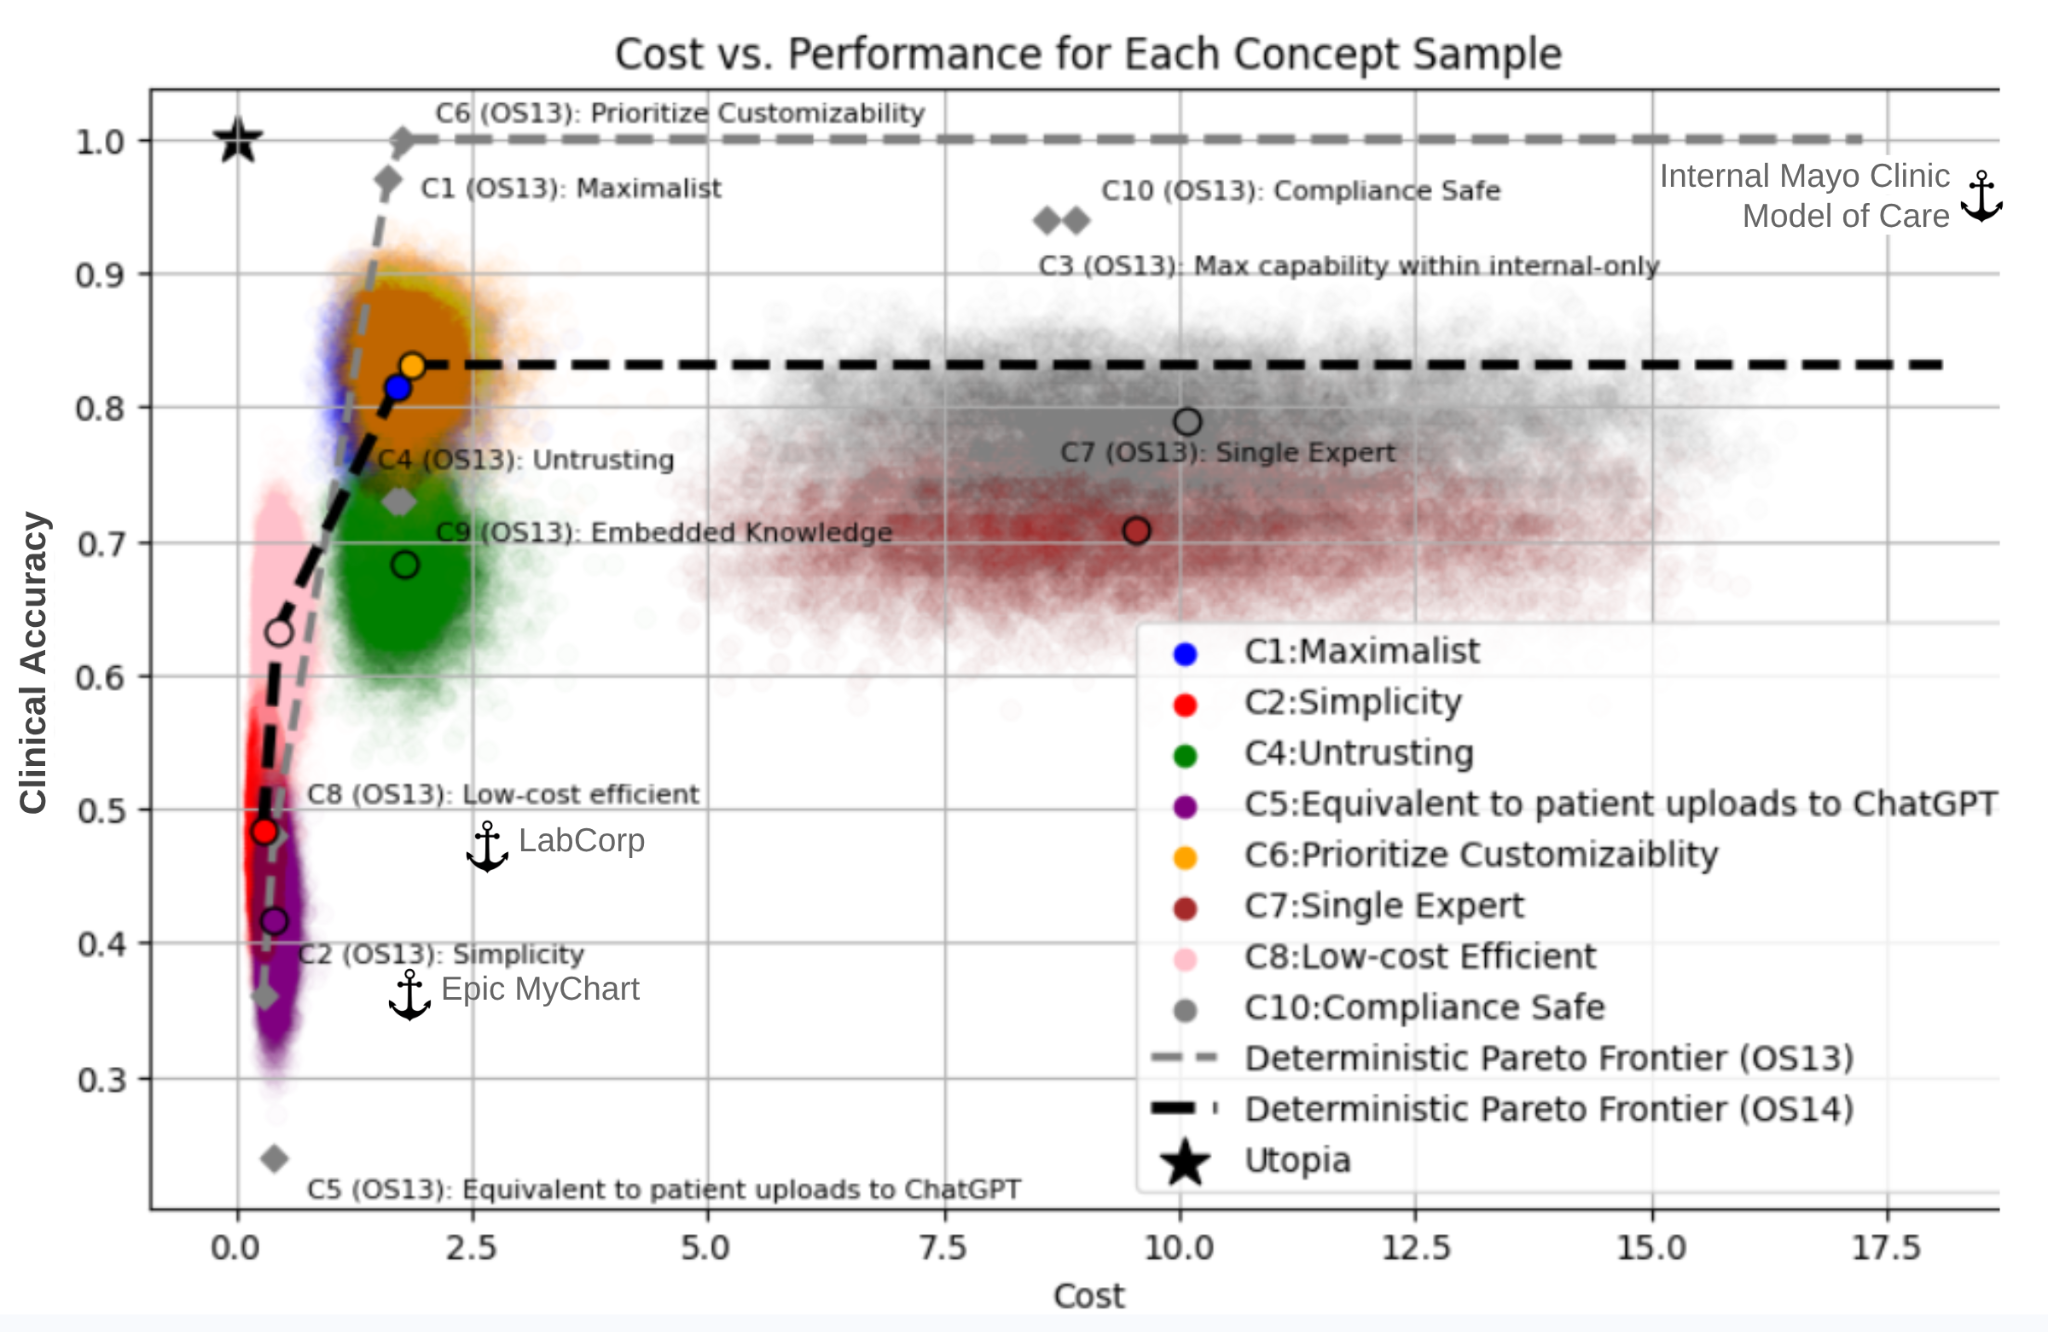 Cost vs. Performance for Each Concept Sample
C6 (OS13): Prioritize Customizability
1.0
Internal Mayo Clinic
Model of Care
C1 (OS13): Maximalist
C10 (OS13): Compliance Safe
C3 (OS13): Max capability within internal-only
0.9
0.8
C4 (OS13): Untrusting
C7 (OS13): Single Expert
C9 (OS13): Embedded Knowledge
0.7
0.6
C8 (OS13): Low-cost efficient
0.5
LabCorp
0.4
C2 (OS13): Simplicity
Epic MyChart
0.3
C5 (OS13): Equivalent to patient uploads to ChatGPT
Clinical Accuracy
C1:Maximalist
C2:Simplicity
C4:Untrusting
C5:Equivalent to patient uploads to ChatGPT
C6:Prioritize Customizaiblity
C7:Single Expert
C8:Low-cost Efficient
C10:Compliance Safe
Deterministic Pareto Frontier (OS13)
Deterministic Pareto Frontier (OS14)
Utopia
0.0 2.5 5.0 7.5 10.0 12.5 15.0 17.5
Cost